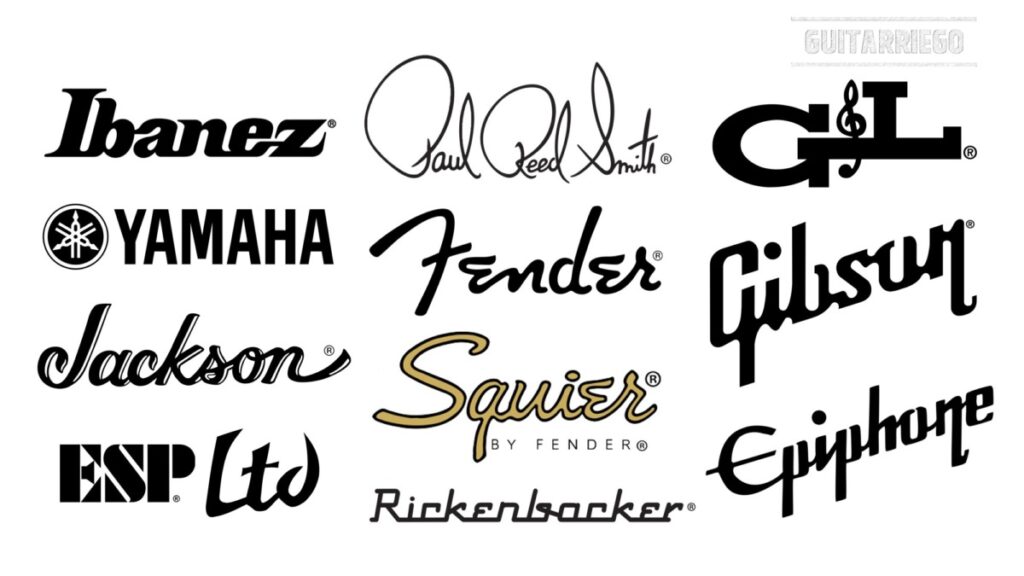 GUITARRIEGO
Ibanez®
YAMAHA
Jackson®
ESP® Ltd
Paul Reed Smith®
Fender®
Squier®
BY FENDER®
Rickenbacker®
G&L®
Gibson®
Epiphone